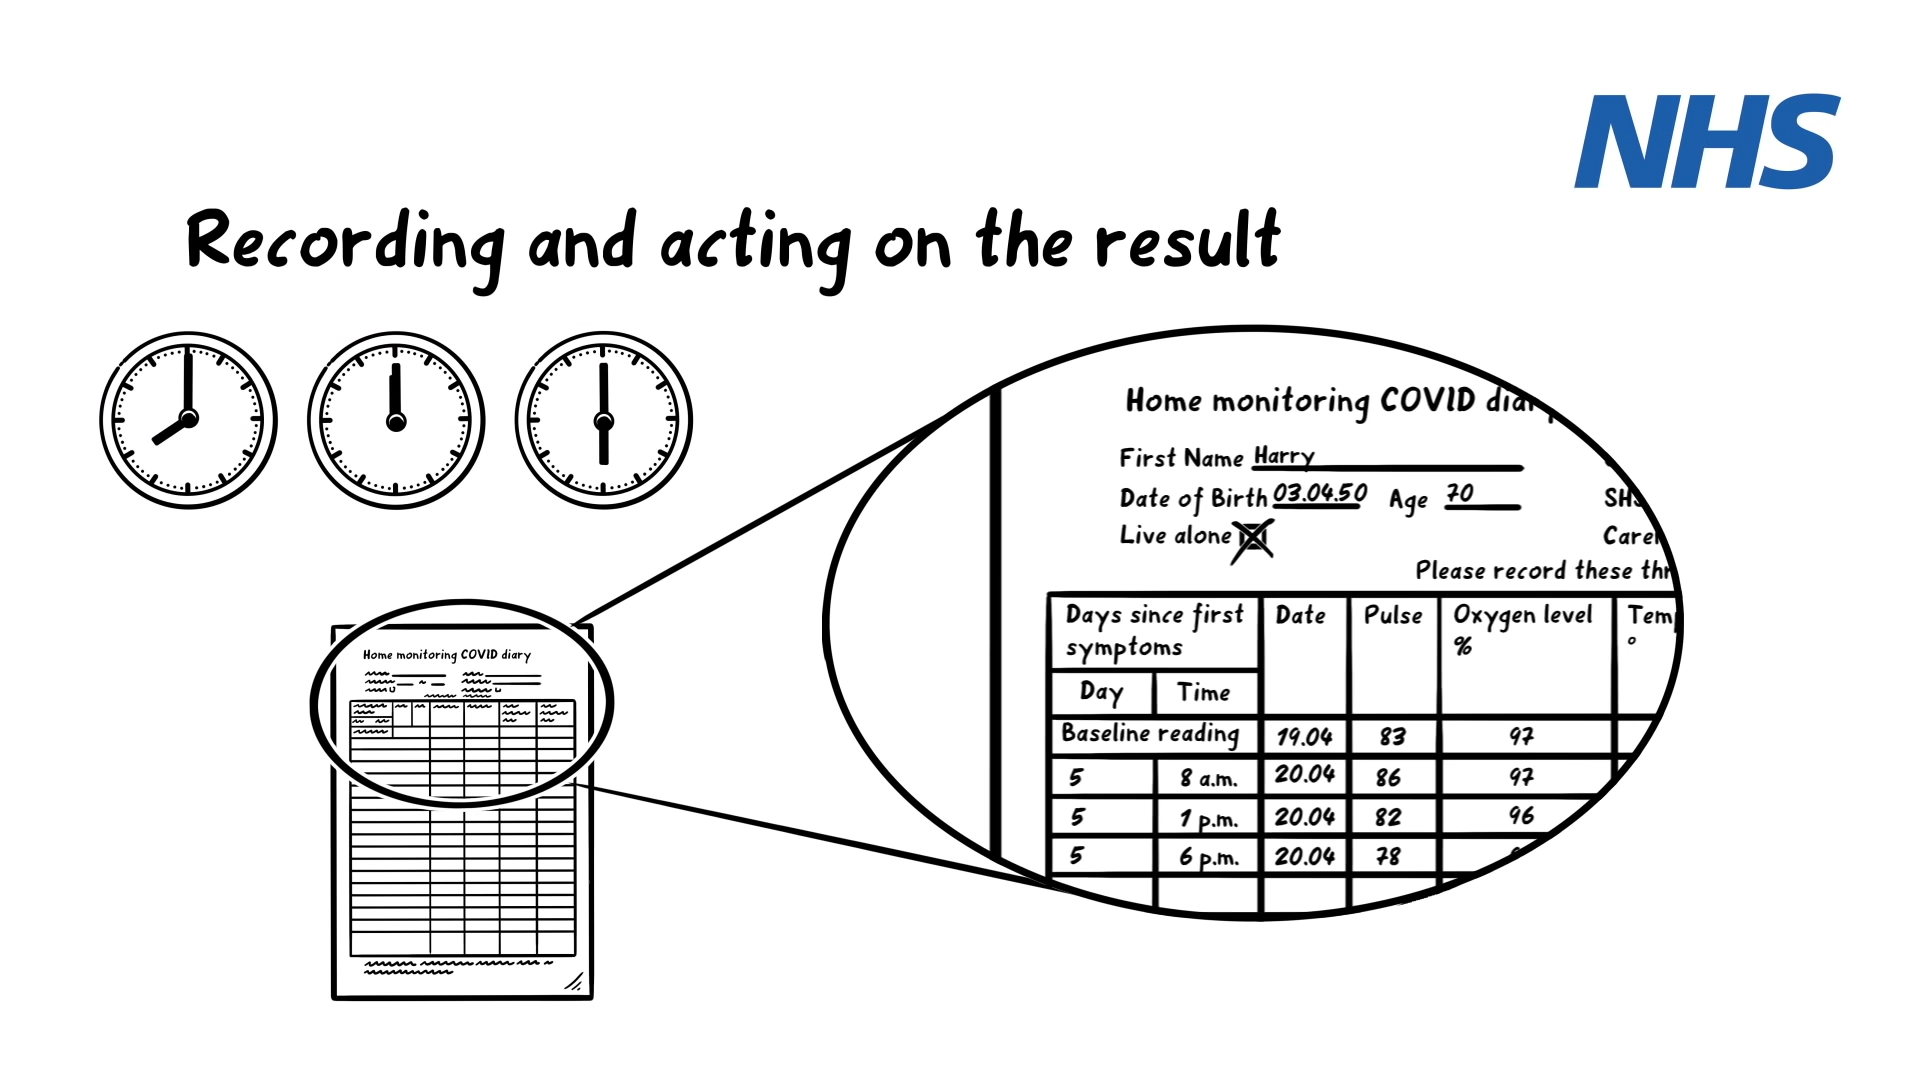 NHS
Recording and acting on the result
Home monitoring COVID diary
Home monitoring COVID
First Name Harry
Date of Birth 03.04.50 Age 70
Live alone
Please record these
Days since first symptoms Date Pulse Oxygen level %
Day Time
Baseline reading 19.04 83 97
5 8 a.m. 20.04 86 97
5 1 p.m. 20.04 82 96
5 6 p.m. 20.04 78